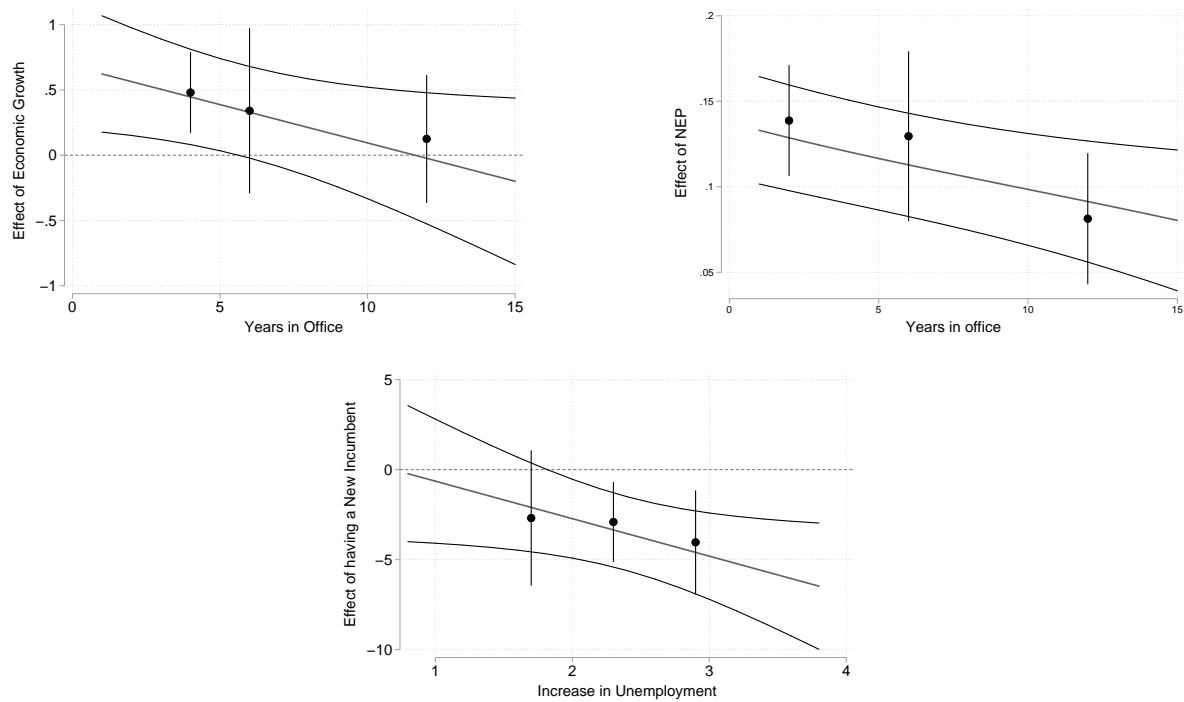 1
.5
0
−.5
−1
Effect of Economic Growth
0 5 10 15
Years in Office
.2
.15
.1
.05
Effect of NEP
0 5 10 15
Years in office
5
0
−5
−10
Effect of having a New Incumbent
1 2 3 4
Increase in Unemployment